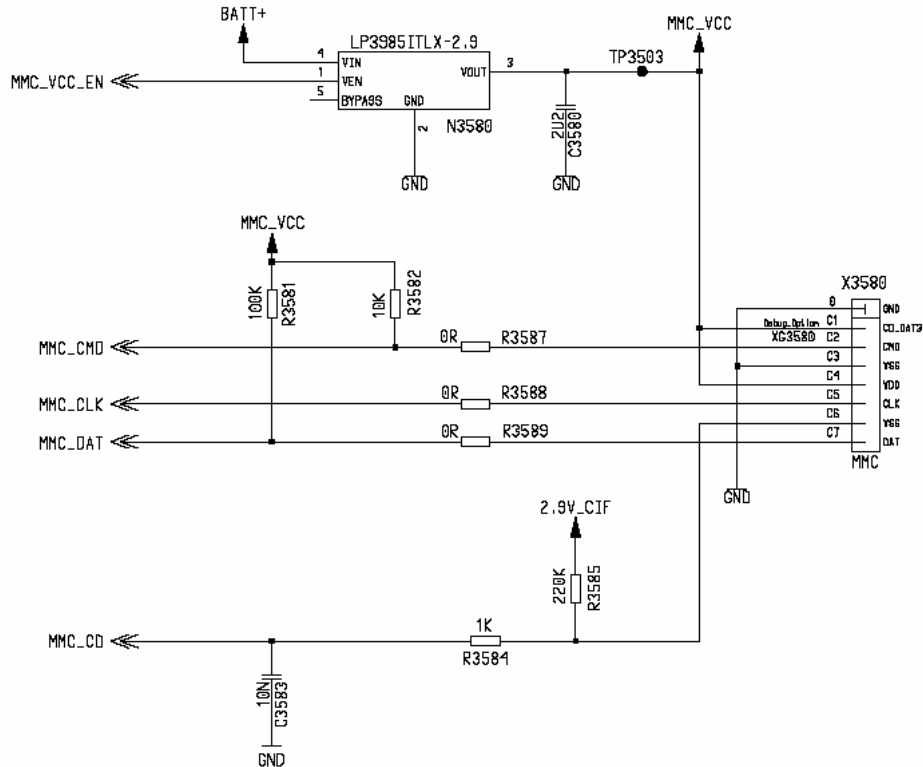 BATT+
LP3985ITLX-2.9
MMC_VCC
4
VIN
3
TP3503
MMC_VCC_EN
1
VEN
VOUT
5
BYPASS
GND
N3580
2
2U2
C3580
GND
GND
MMC_VCC
100K
R3581
10K
R3582
X3580
0
GND
Debug_Option
C1
CD_DAT3
MMC_CMD
0R
R3587
XG3580
C2
CMD
C3
VSS
C4
VDD
MMC_CLK
0R
R3588
C5
CLK
C6
VSS
MMC_DAT
0R
R3589
C7
DAT
MMC
GND
2.9V_CIF
220K
R3585
MMC_CD
1K
R3584
10N
C3583
GND